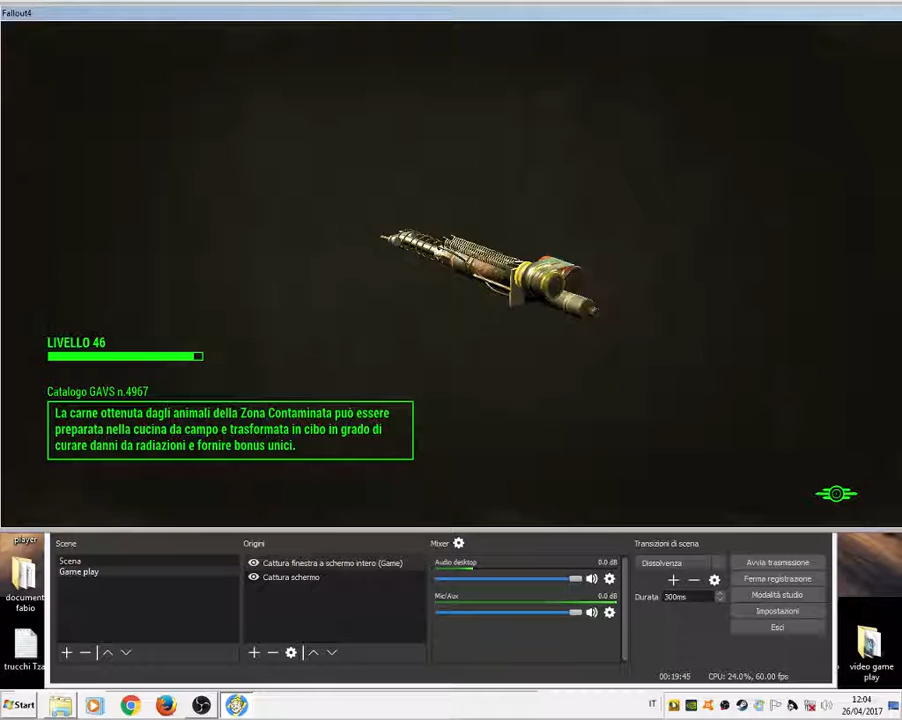 Fallout4
LIVELLO 46
Catalogo GAVS n.4967
La carne ottenuta dagli animali della Zona Contaminata può essere
preparata nella cucina da campo e trasformata in cibo in grado di
curare danni da radiazioni e fornire bonus unici.
player
document
fabio
trucchi Tza
Scene
Scena
Game play
Origini
Cattura finestra a schermo intero (Game)
Cattura schermo
Mixer
Audio desktop 0.0 dB
Mic/Aux 0.0 dB
Transizioni di scena
Dissolvenza
Durata 300ms
Avvia trasmissione
Ferma registrazione
Modalità studio
Impostazioni
Esci
00:19:45 CPU: 24.0%, 60.00 fps
video game
play
Start
IT
12:04
26/04/2017